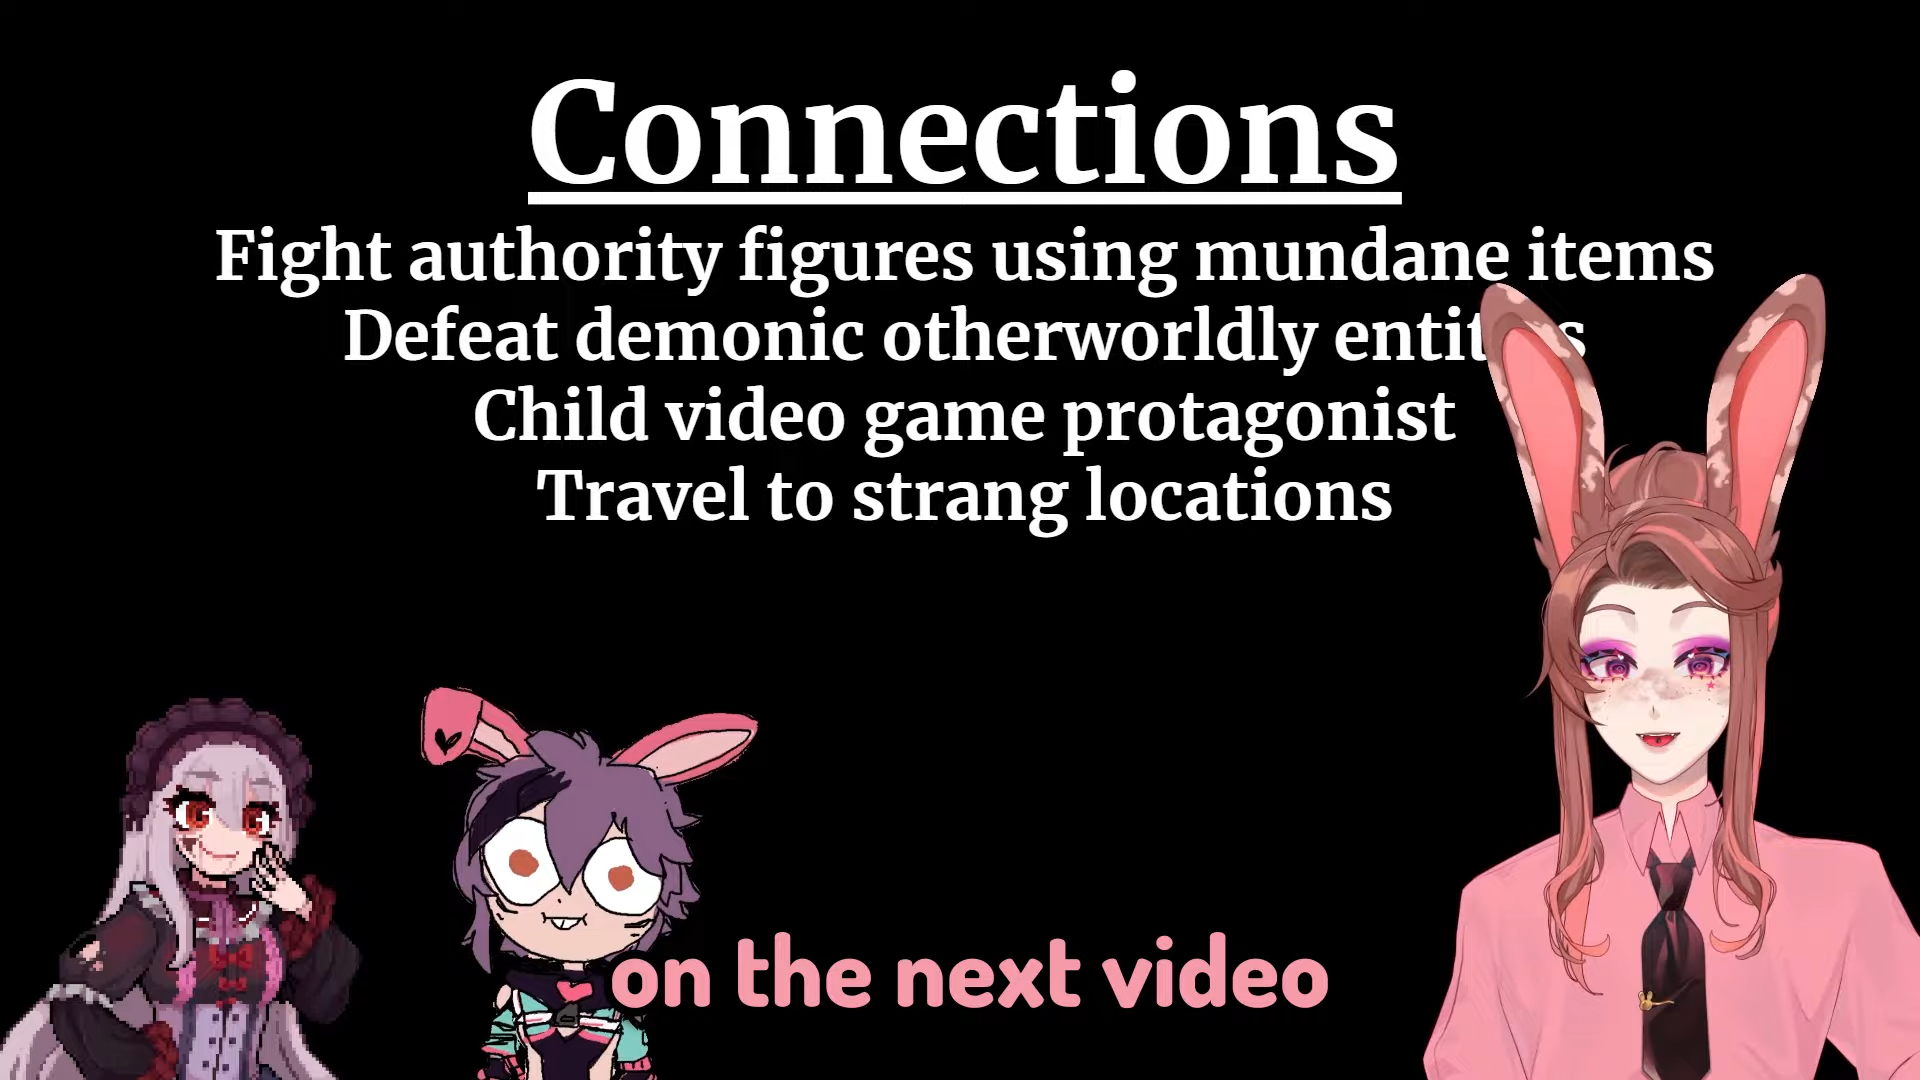 Connections
Fight authority figures using mundane items
Defeat demonic otherworldly
Child video game protagonist
Travel to strang locations
on the next video